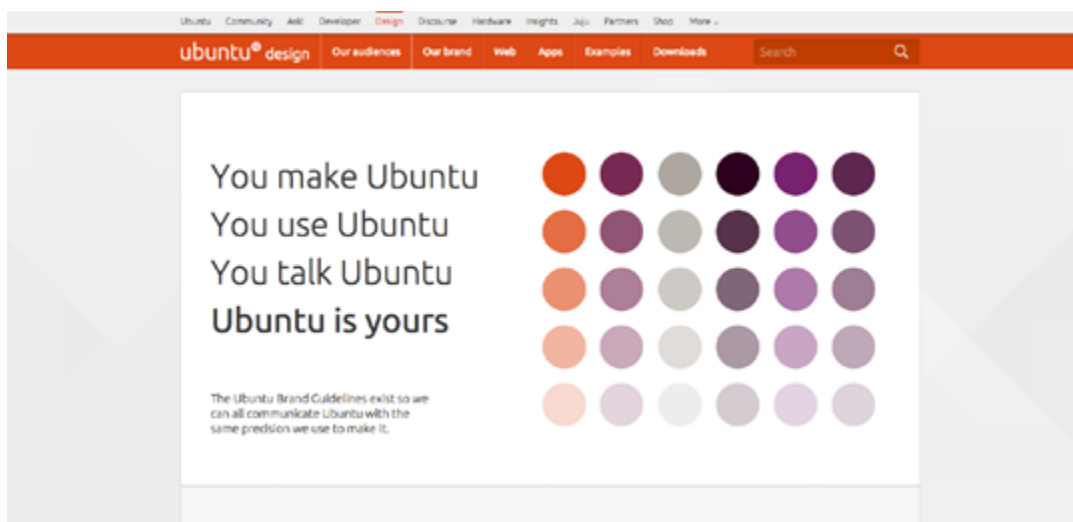 Ubuntu Community Ask! Developer Design Discourse Hardware Insights Juju Partners Shop More
ubuntu® design Our audiences Our brand Web Apps Examples Downloads Search
You make Ubuntu
You use Ubuntu
You talk Ubuntu
Ubuntu is yours
The Ubuntu Brand Guidelines exist so we
can all communicate Ubuntu with the
same precision we use to make it.